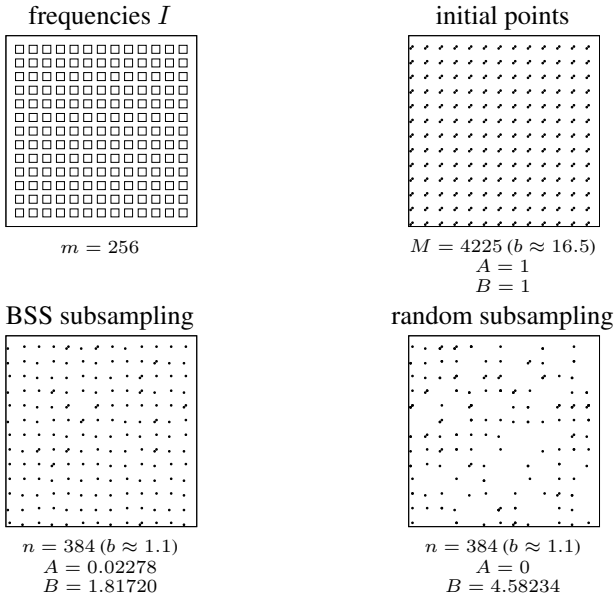 frequencies I
initial points
m = 256
M = 4225 (b ≈ 16.5)
A = 1
B = 1
BSS subsampling
random subsampling
n = 384 (b ≈ 1.1)
A = 0.02278
B = 1.81720
n = 384 (b ≈ 1.1)
A = 0
B = 4.58234